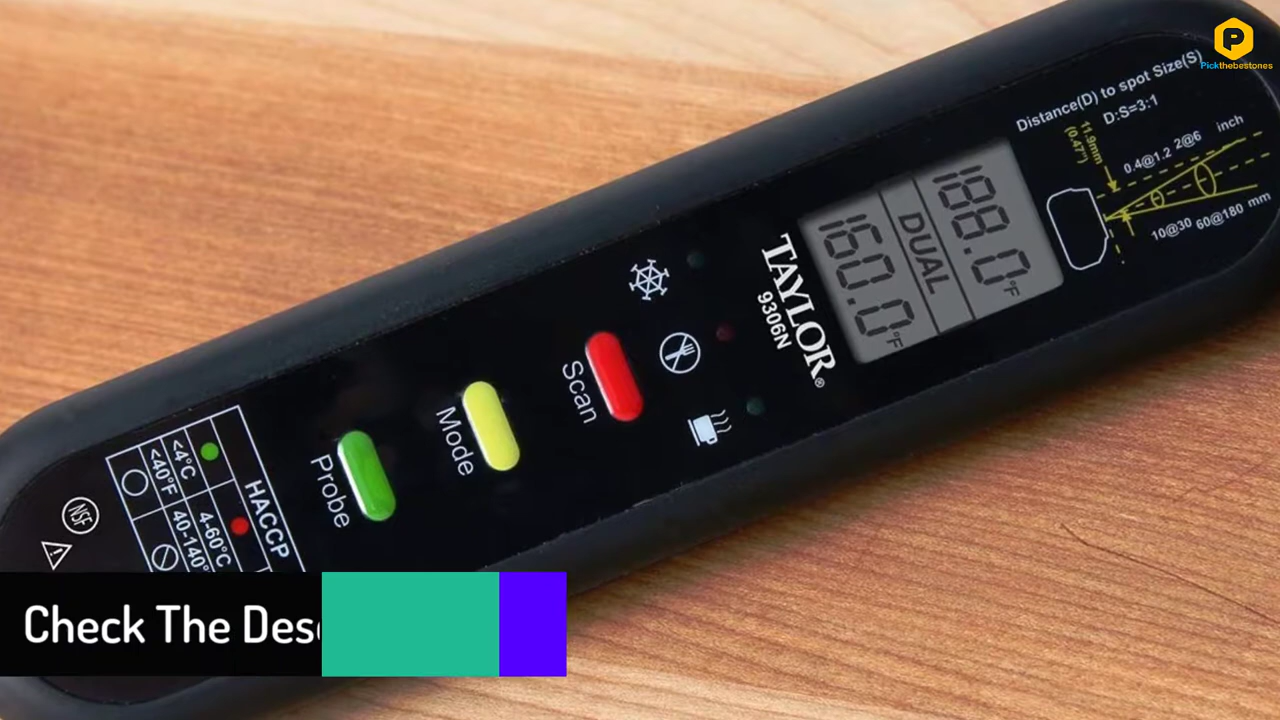 Pickthebestones
Distance(D) to spot Size(S)
D:S=3:1
11.9mm
(0.47")
0.4@1.2 2@6 inch
10@30 60@180 mm
188.0°F
DUAL
160.0°F
TAYLOR®
9306N
Scan
Mode
Probe
HACCP
<4°C
4-60°C
<40°F
40-140°
NSF
Check The Des